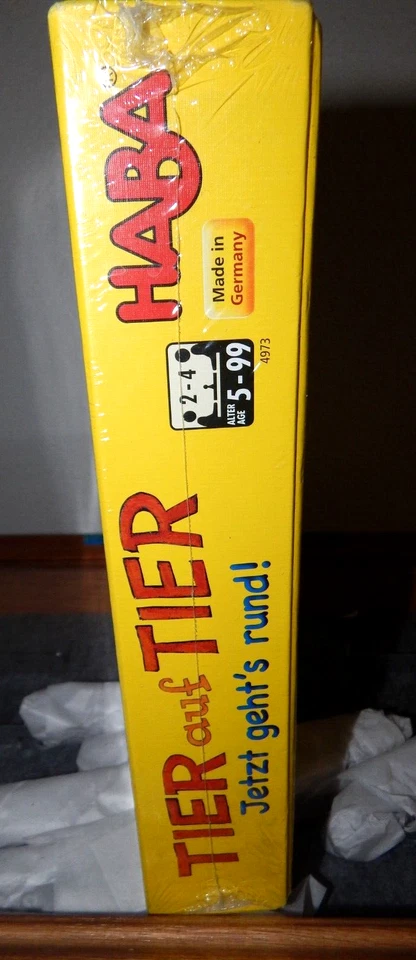 TIER auf TIER
Jetzt geht's rund!
2-4
ALTER
AGE
5-99
4973
HABA®
Made in
Germany